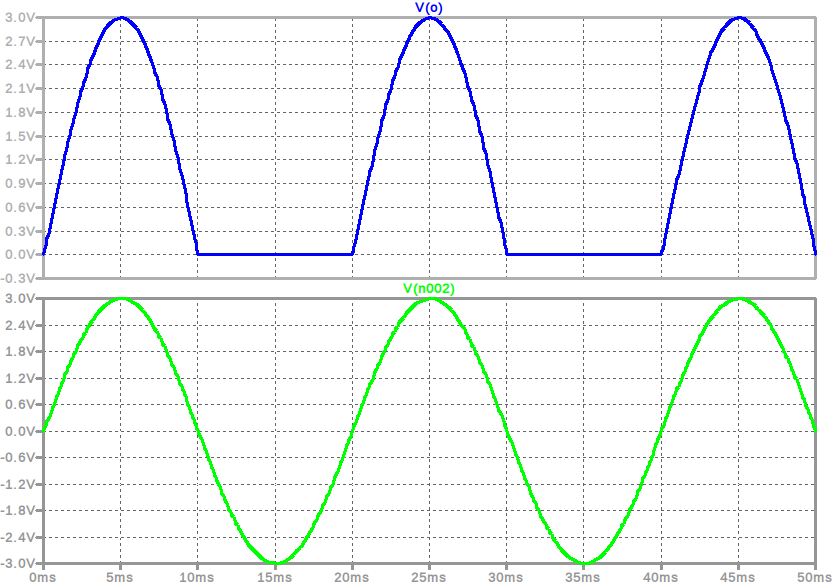 V(o)
3.0V
2.7V
2.4V
2.1V
1.8V
1.5V
1.2V
0.9V
0.6V
0.3V
0.0V
-0.3V
V(n002)
3.0V
2.4V
1.8V
1.2V
0.6V
0.0V
-0.6V
-1.2V
-1.8V
-2.4V
-3.0V
0ms 5ms 10ms 15ms 20ms 25ms 30ms 35ms 40ms 45ms 50ms